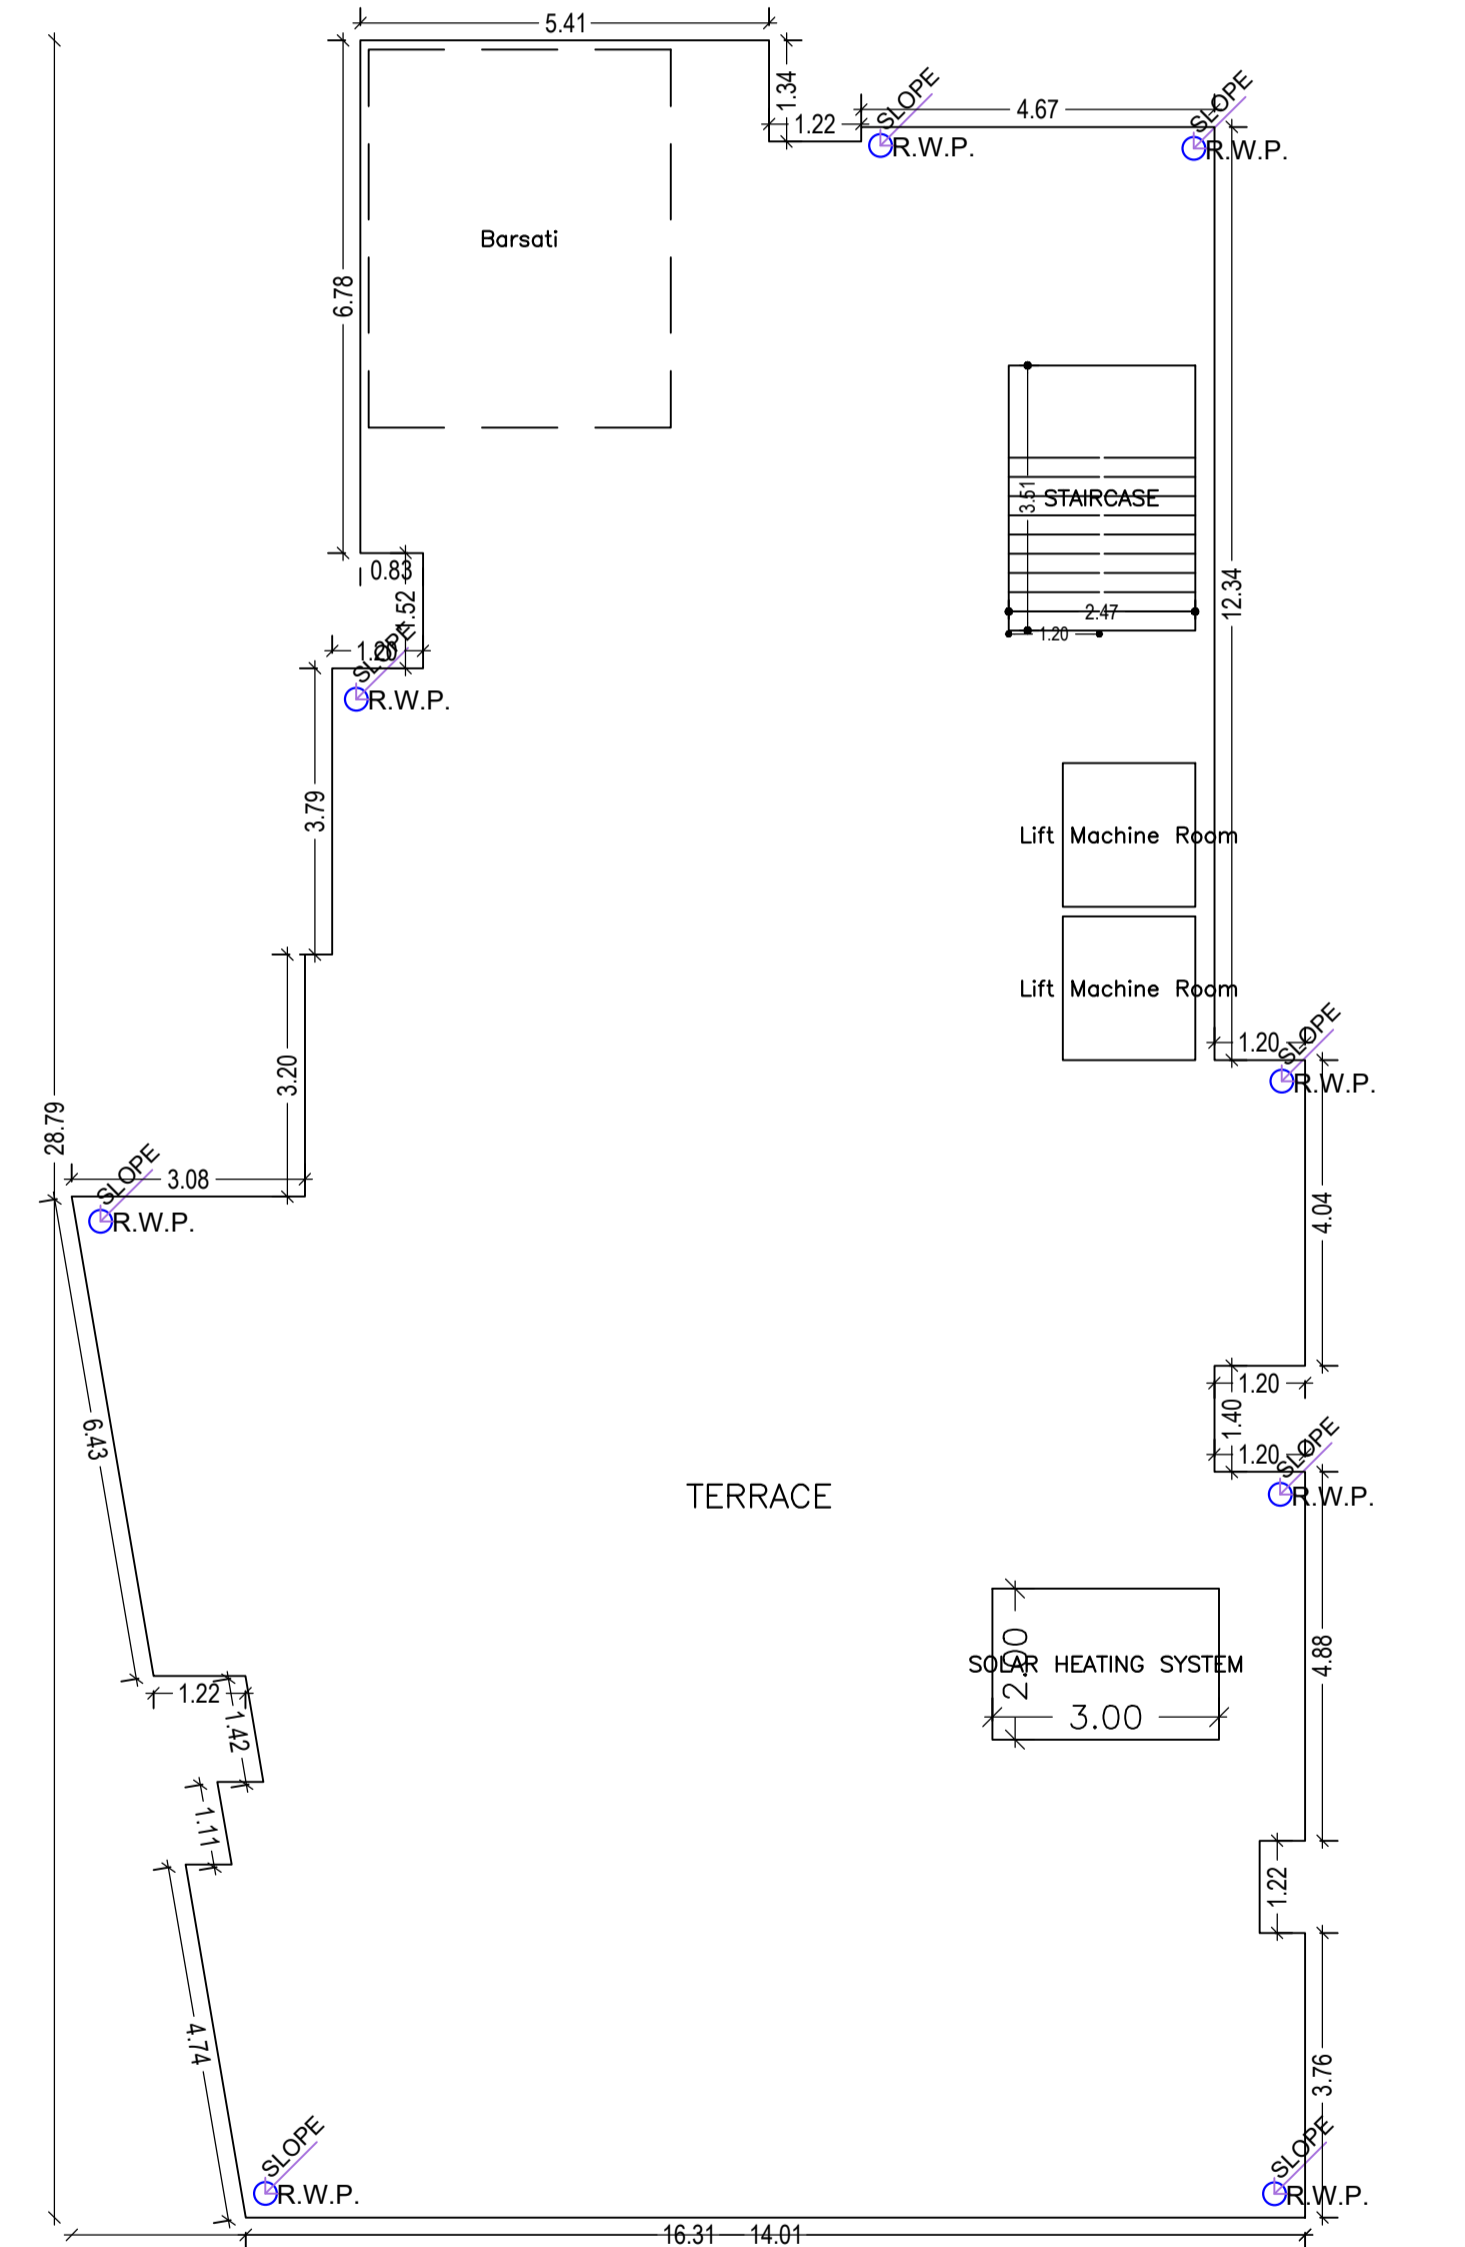 5.41
1.34
1.22
SLOPE
R.W.P.
4.67
SLOPE
R.W.P.
Barsati
6.78
0.83
1.52
1.20
SLOPE
R.W.P.
3.51
STAIRCASE
2.47
1.20
12.34
3.79
Lift Machine Room
Lift Machine Room
3.20
1.20
SLOPE
R.W.P.
28.79
3.08
SLOPE
R.W.P.
4.04
1.20
1.40
1.20
SLOPE
R.W.P.
6.43
TERRACE
2.00
SOLAR HEATING SYSTEM
3.00
4.88
1.22
1.42
1.11
1.22
4.74
3.76
SLOPE
R.W.P.
SLOPE
R.W.P.
16.31
14.01